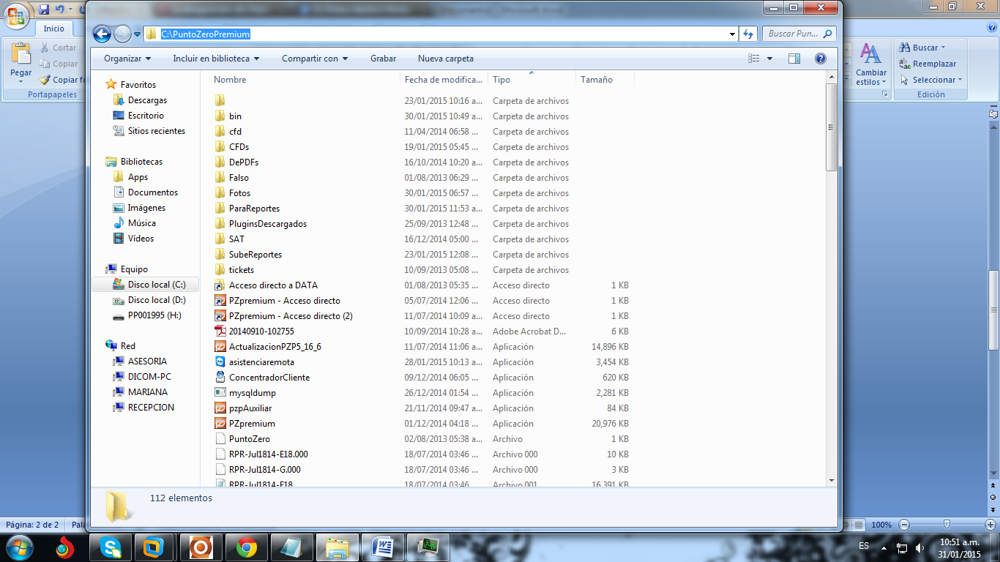 Inicio
Pegar
Cortar
Copiar
Copiar fo
Portapapeles
C:\PuntoZeroPremium
Buscar Pun...
Organizar
Incluir en biblioteca
Compartir con
Grabar
Nueva carpeta
Cambiar
estilos
Buscar
Reemplazar
Seleccionar
Edición
Favoritos
Descargas
Escritorio
Sitios recientes
Bibliotecas
Apps
Documentos
Imágenes
Música
Vídeos
Equipo
Disco local (C:)
Disco local (D:)
PP001995 (H:)
Red
ASESORIA
DICOM-PC
MARIANA
RECEPCION
Nombre Fecha de modifica... Tipo Tamaño
23/01/2015 10:16 a... Carpeta de archivos
bin 30/01/2015 10:49 a... Carpeta de archivos
cfd 11/04/2014 06:58 ... Carpeta de archivos
CFDs 19/01/2015 05:45 ... Carpeta de archivos
DePDFs 16/10/2014 10:20 a... Carpeta de archivos
Falso 01/08/2013 06:29 ... Carpeta de archivos
Fotos 30/01/2015 06:57 ... Carpeta de archivos
ParaReportes 30/01/2015 11:53 a... Carpeta de archivos
PluginsDescargados 25/09/2013 12:48 ... Carpeta de archivos
SAT 16/12/2014 05:00 ... Carpeta de archivos
SubeReportes 23/01/2015 12:08 ... Carpeta de archivos
tickets 10/09/2013 05:08 ... Carpeta de archivos
Acceso directo a DATA 01/08/2013 05:35 ... Acceso directo 1 KB
PZpremium - Acceso directo 05/07/2014 12:06 ... Acceso directo 1 KB
PZpremium - Acceso directo (2) 11/07/2014 10:09 a... Acceso directo 1 KB
20140910-102755 10/09/2014 10:28 a... Adobe Acrobat D... 6 KB
ActualizacionPZP5_16_6 11/07/2014 11:06 a... Aplicación 14,896 KB
asistenciaremota 28/01/2015 10:13 a... Aplicación 3,454 KB
ConcentradorCliente 09/12/2014 06:05 ... Aplicación 620 KB
mysqldump 26/12/2014 01:54 ... Aplicación 2,281 KB
pzpAuxiliar 21/11/2014 09:47 a... Aplicación 84 KB
PZpremium 01/12/2014 04:18 ... Aplicación 20,976 KB
PuntoZero 02/08/2013 05:38 a... Archivo 1 KB
RPR-Jul1814-E18.000 18/07/2014 03:46 ... Archivo 000 10 KB
RPR-Jul1814-G.000 18/07/2014 03:46 ... Archivo 000 3 KB
RPR-Jul1814-E18 18/07/2014 03:46 Archivo 001 16,391 KB
112 elementos
Página: 2 de 2
Pala
100%
ES
10:51 a.m.
31/01/2015